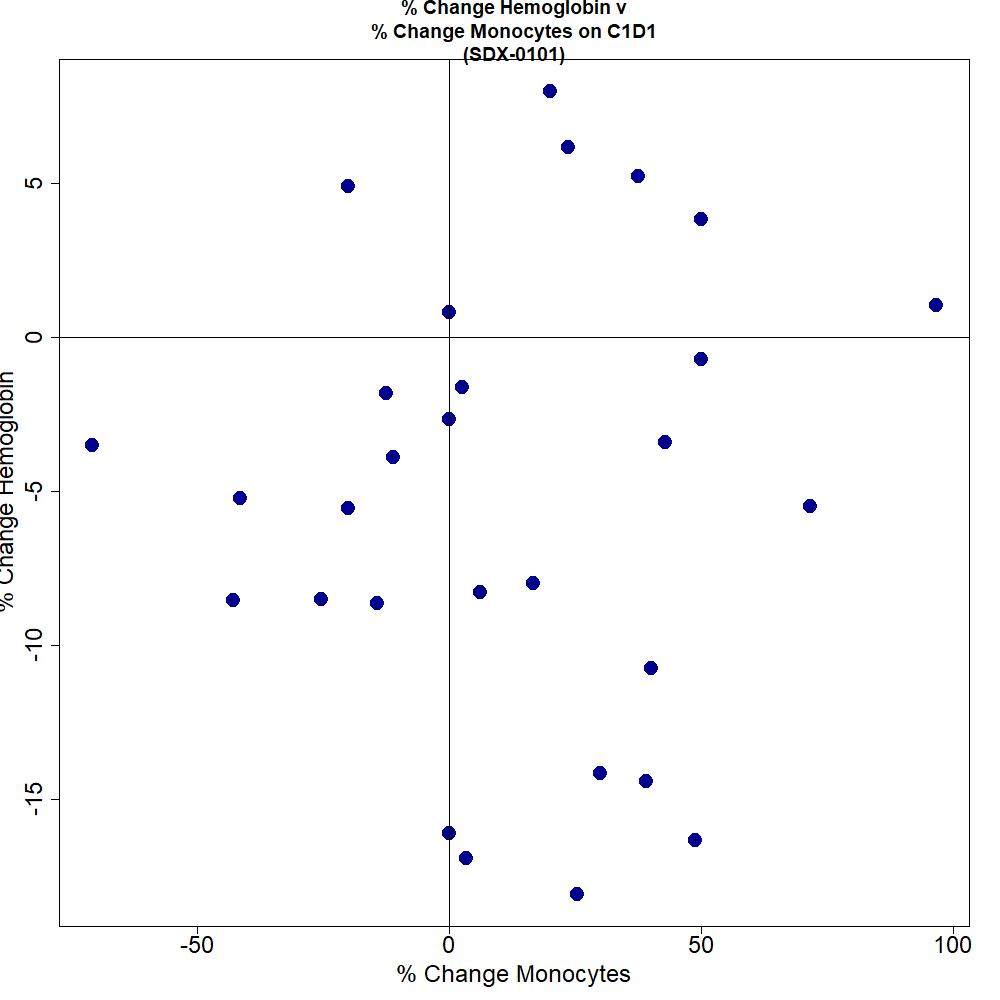 % Change Hemoglobin v
% Change Monocytes on C1D1
(SDX-0101)
% Change Hemoglobin
5
0
-5
-10
-15
-50
0
50
100
% Change Monocytes